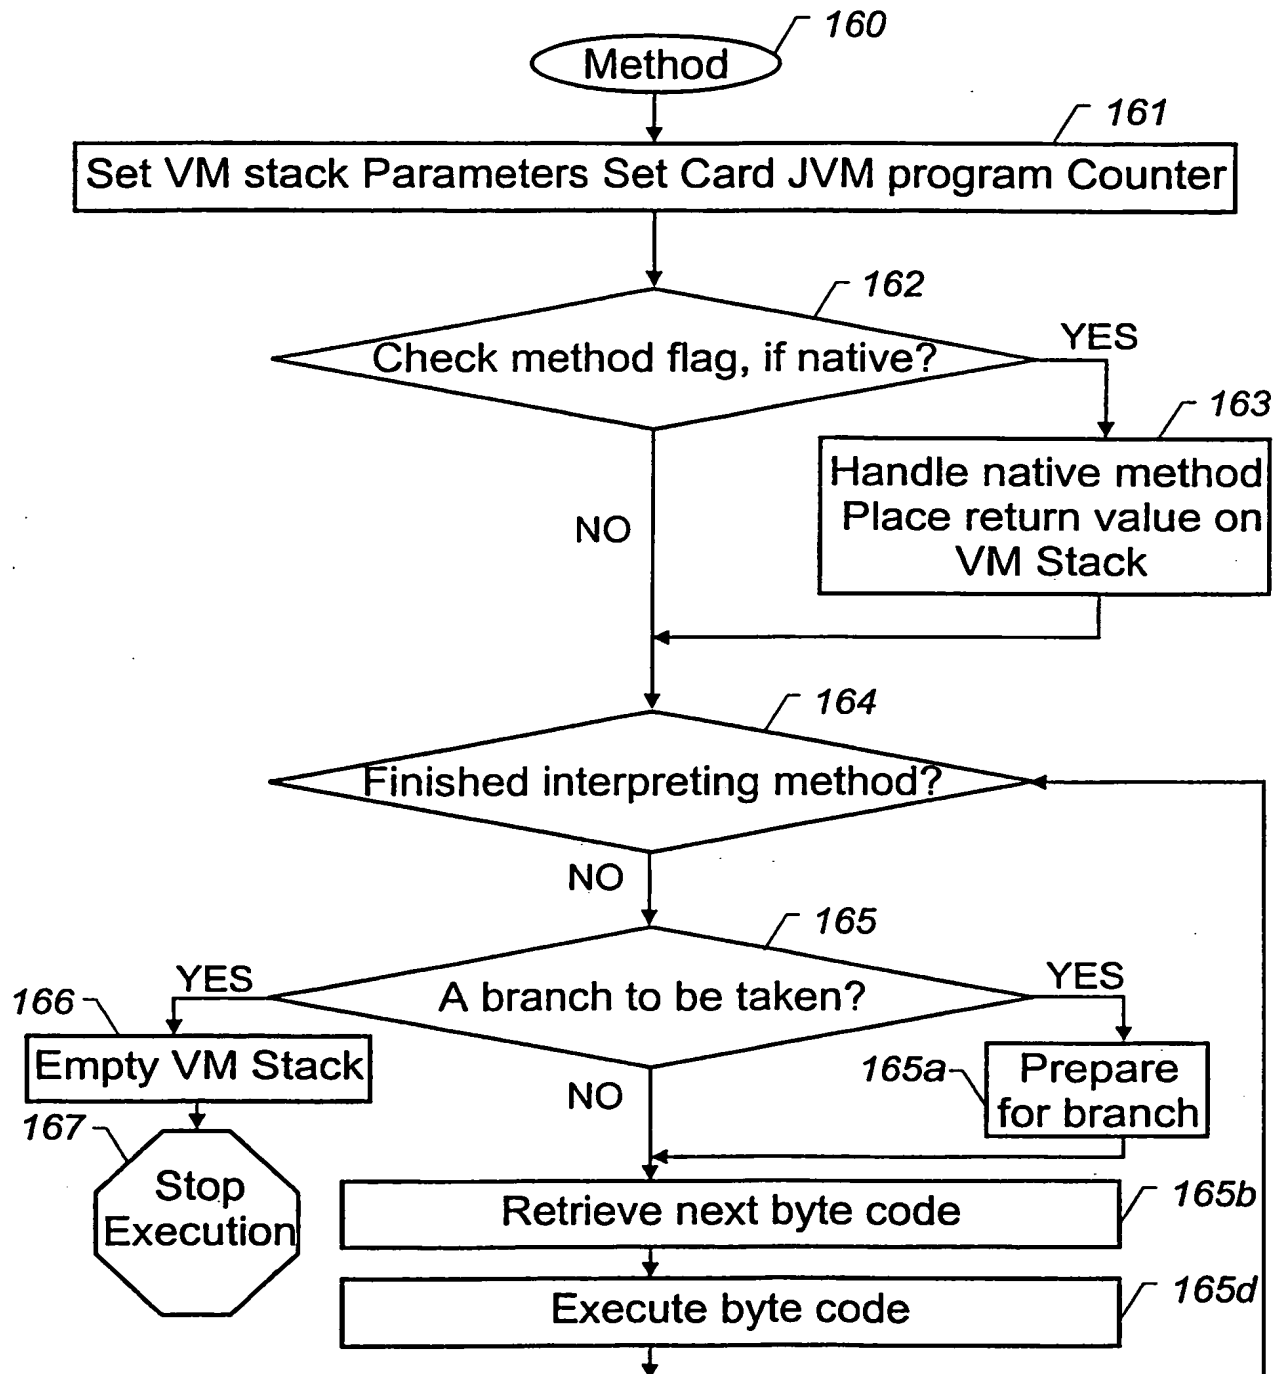 160
Method
161
Set VM stack Parameters Set Card JVM program Counter
162
Check method flag, if native?
YES
163
Handle native method
Place return value on
VM Stack
NO
164
Finished interpreting method?
NO
165
A branch to be taken?
YES
YES
166
Empty VM Stack
165a
Prepare
for branch
NO
167
Stop
Execution
Retrieve next byte code
165b
Execute byte code
165d